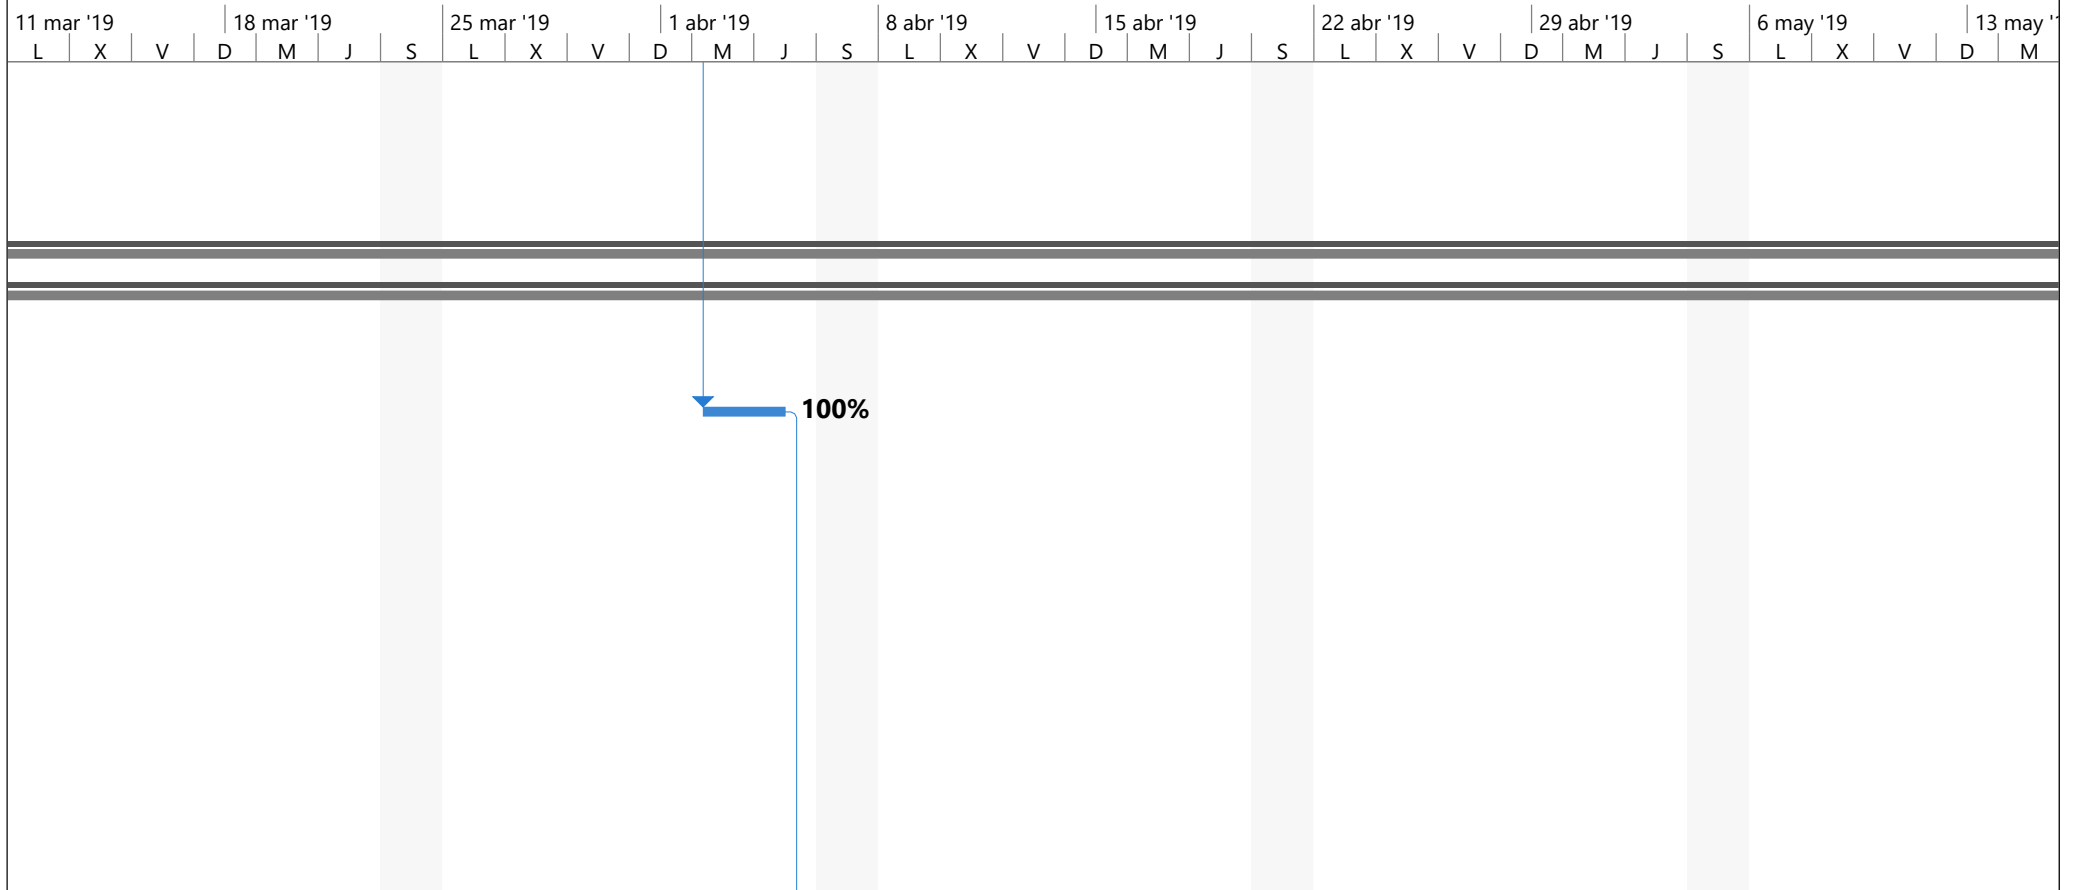 11 mar '19 18 mar '19 25 mar '19 1 abr '19 8 abr '19 15 abr '19 22 abr '19 29 abr '19 6 may '19 13 may '
L X V D M J S L X V D M J S L X V D M J S L X V D M J S L X V D M
100%